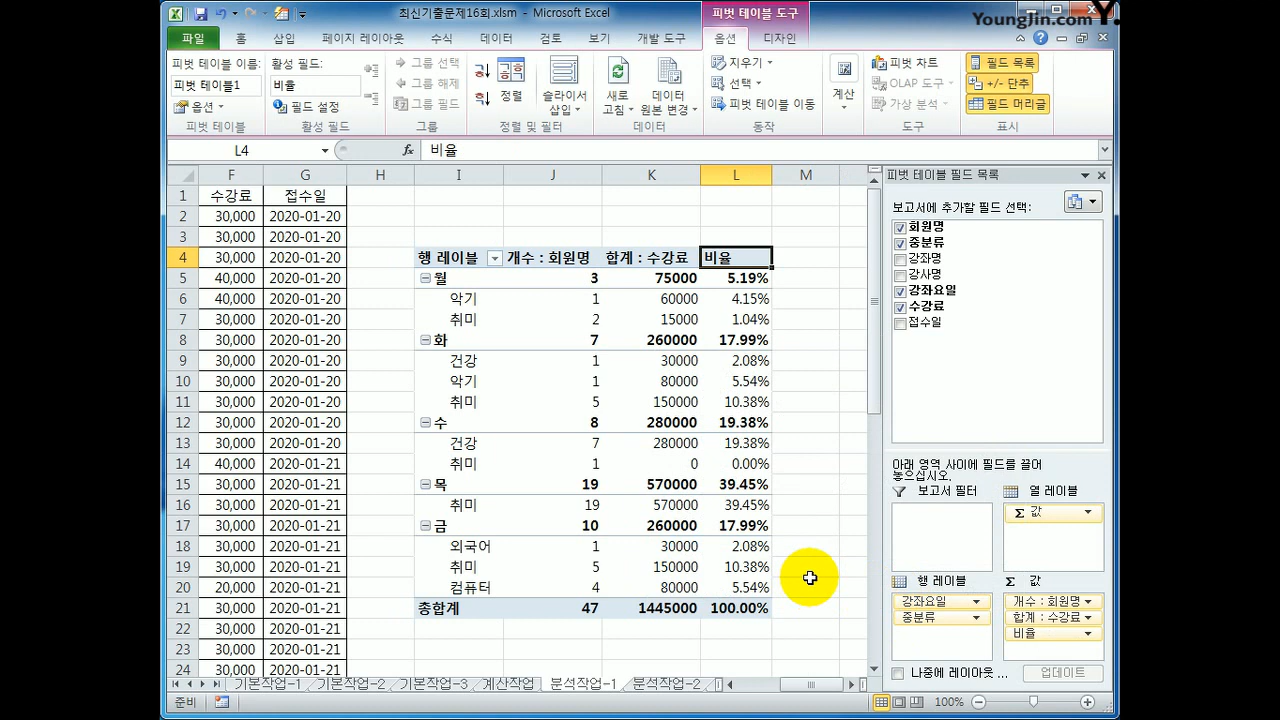 최신기출문제16회.xlsm - Microsoft Excel
피벗 테이블 도구
YoungJin.com Y.
파일 홈 삽입 페이지 레이아웃 수식 데이터 검토 보기 개발 도구 옵션 디자인
피벗 테이블 이름: 활성 필드: 그룹 선택 지우기 피벗 차트 필드 목록
피벗 테이블1 비율 그룹 해제 정렬 슬라이서 삽입 새로 고침 데이터 원본 변경 선택 계산 OLAP 도구 +/- 단추
옵션 필드 설정 그룹 필드 피벗 테이블 이동 가상 분석 필드 머리글
피벗 테이블 활성 필드 그룹 정렬 및 필터 데이터 동작 도구 표시
L4 fx 비율
F G H I J K L M
1 수강료 접수일
2 30,000 2020-01-20
3 30,000 2020-01-20
4 30,000 2020-01-20 행 레이블 개수 : 회원명 합계 : 수강료 비율
5 40,000 2020-01-20 월 3 75000 5.19%
6 40,000 2020-01-20 악기 1 60000 4.15%
7 30,000 2020-01-20 취미 2 15000 1.04%
8 30,000 2020-01-20 화 7 260000 17.99%
9 30,000 2020-01-20 건강 1 30000 2.08%
10 30,000 2020-01-20 악기 1 80000 5.54%
11 30,000 2020-01-20 취미 5 150000 10.38%
12 30,000 2020-01-20 수 8 280000 19.38%
13 30,000 2020-01-20 건강 7 280000 19.38%
14 40,000 2020-01-21 취미 1 0 0.00%
15 30,000 2020-01-21 목 19 570000 39.45%
16 30,000 2020-01-21 취미 19 570000 39.45%
17 30,000 2020-01-21 금 10 260000 17.99%
18 30,000 2020-01-21 외국어 1 30000 2.08%
19 30,000 2020-01-21 취미 5 150000 10.38%
20 20,000 2020-01-21 컴퓨터 4 80000 5.54%
21 30,000 2020-01-21 총합계 47 1445000 100.00%
22 30,000 2020-01-21
23 30,000 2020-01-21
24 30,000 2020-01-21
피벗 테이블 필드 목록
보고서에 추가할 필드 선택:
회원명
중분류
강좌명
강사명
강좌요일
수강료
접수일
아래 영역 사이에 필드를 끌어
놓으십시오.
보고서 필터 열 레이블
Σ 값
행 레이블 Σ 값
강좌요일 개수 : 회원명
중분류 합계 : 수강료
비율
나중에 레이아웃 ... 업데이트
기본작업-1 기본작업-2 기본작업-3 계산작업 분석작업-1 분석작업-2
준비 100%